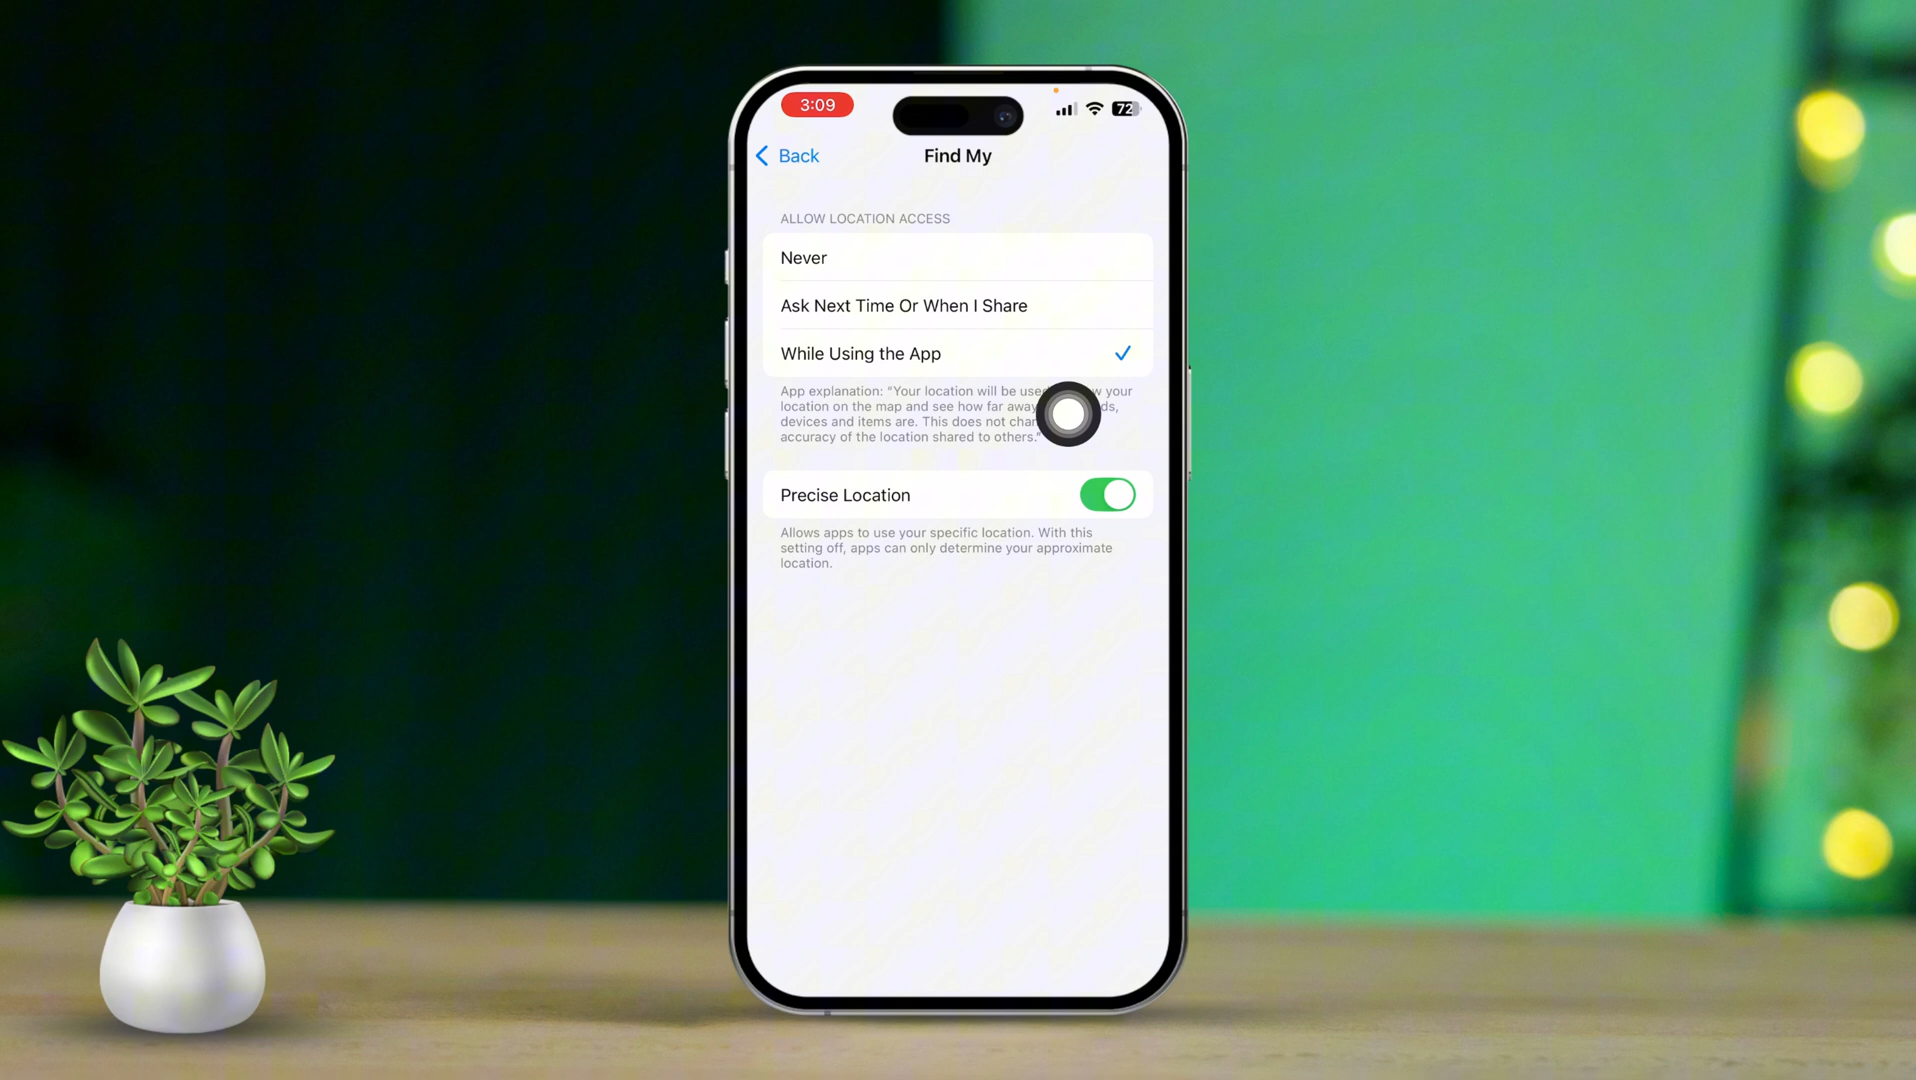 3:09
72
Back
Find My
ALLOW LOCATION ACCESS
Never
Ask Next Time Or When I Share
While Using the App
App explanation: “Your location will be used your
location on the map and see how far away
devices and items are. This does not
accuracy of the location shared to others.”
Precise Location
Allows apps to use your specific location. With this
setting off, apps can only determine your approximate
location.